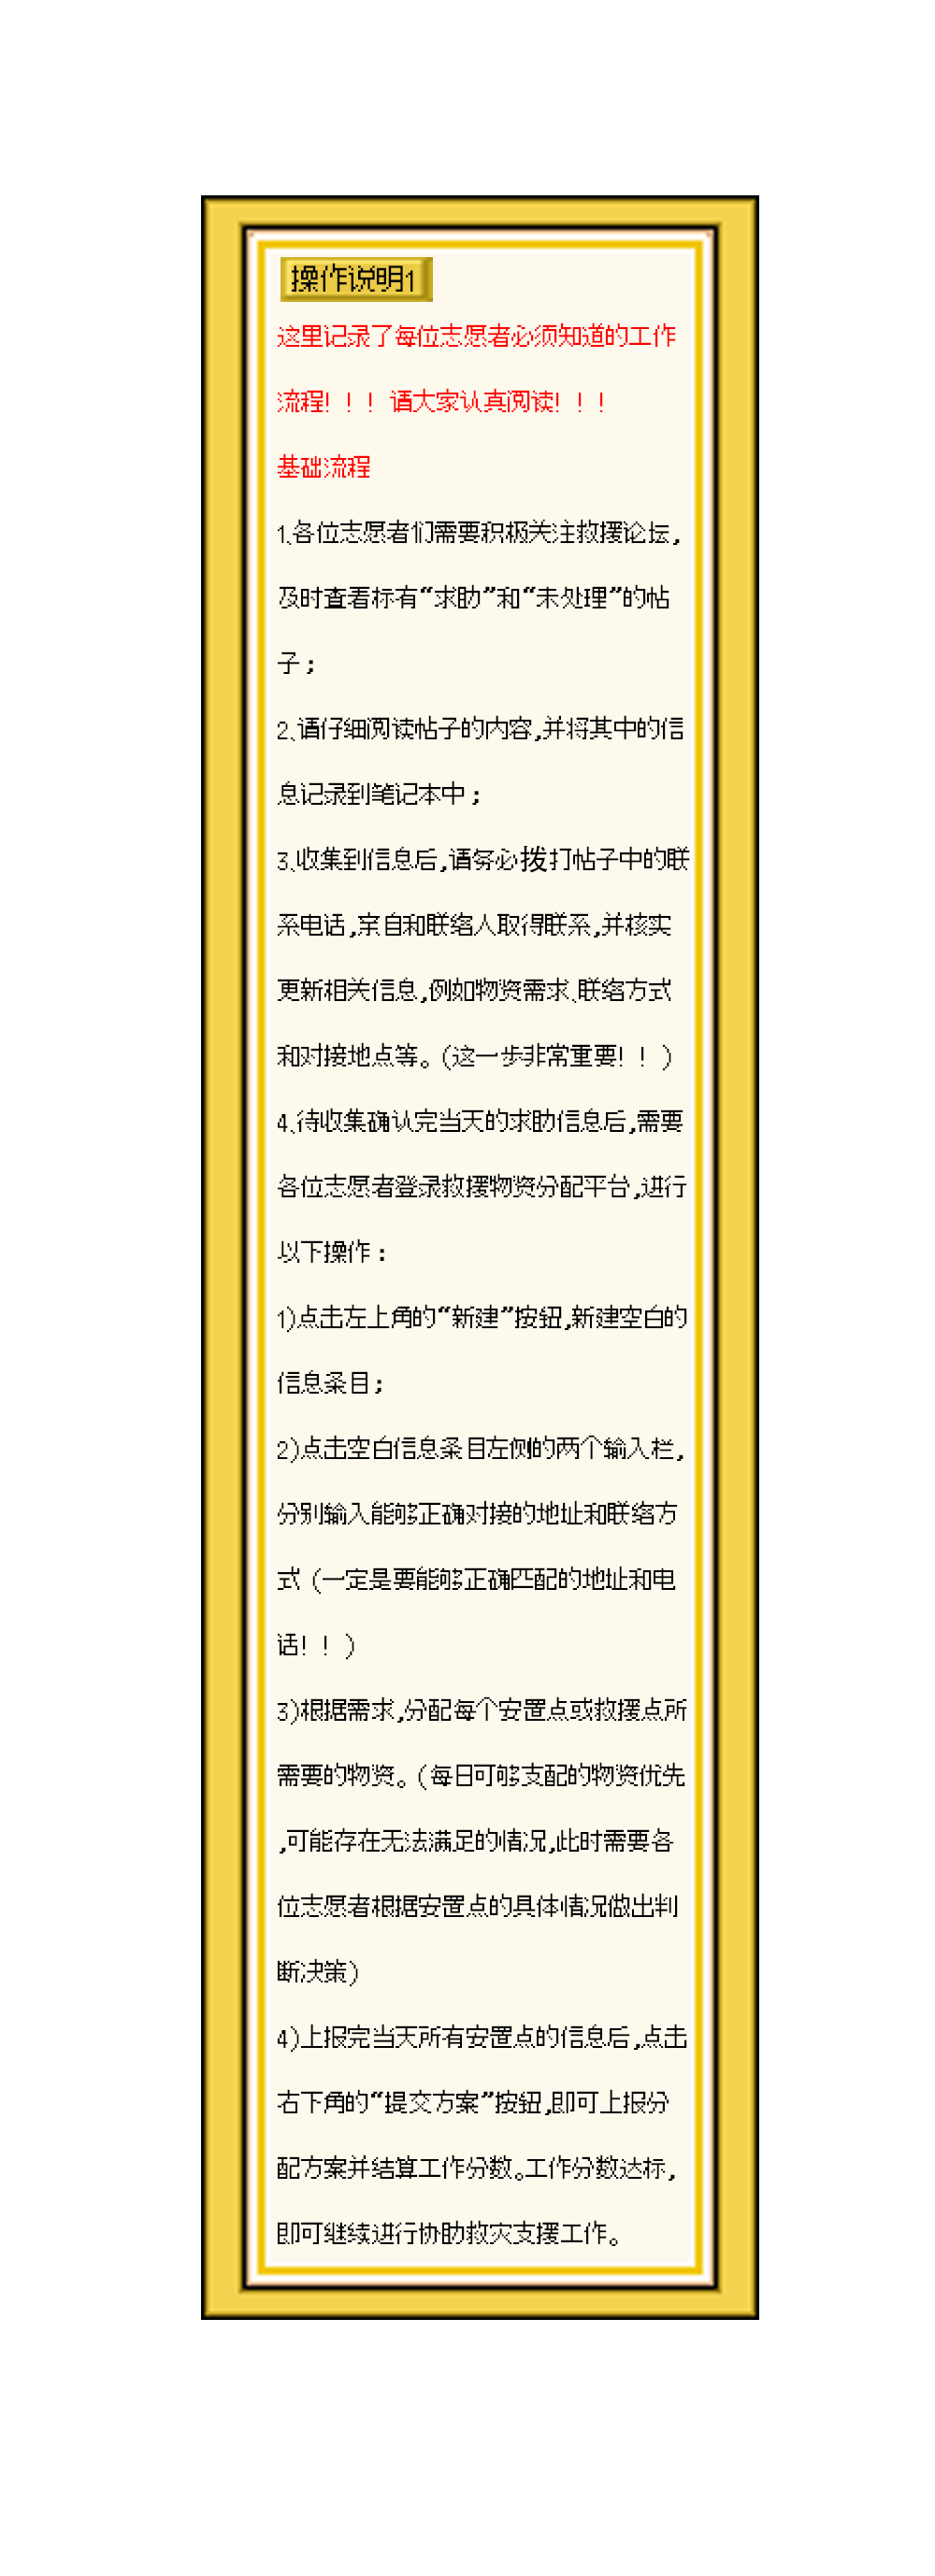 操作说明1
这里记录了每位志愿者必须知道的工作
流程！！！请大家认真阅读！！！
基础流程
1、各位志愿者们需要积极关注救援论坛，
及时查看标有“求助”和“未处理”的帖
子；
2、请仔细阅读帖子的内容，并将其中的信
息记录到笔记本中；
3、收集到信息后，请务必拨打帖子中的联
系电话，亲自和联络人取得联系，并核实
更新相关信息，例如物资需求、联络方式
和对接地点等。（这一步非常重要！！）
4、待收集确认完当天的求助信息后，需要
各位志愿者登录救援物资分配平台，进行
以下操作：
1)点击左上角的“新建”按钮，新建空白的
信息条目；
2)点击空白信息条目左侧的两个输入栏，
分别输入能够正确对接的地址和联络方
式（一定是要能够正确匹配的地址和电
话！！）
3)根据需求，分配每个安置点或救援点所
需要的物资。（每日可够支配的物资优先
，可能存在无法满足的情况，此时需要各
位志愿者根据安置点的具体情况做出判
断决策）
4)上报完当天所有安置点的信息后，点击
右下角的“提交方案”按钮，即可上报分
配方案并结算工作分数。工作分数达标，
即可继续进行协助救灾支援工作。